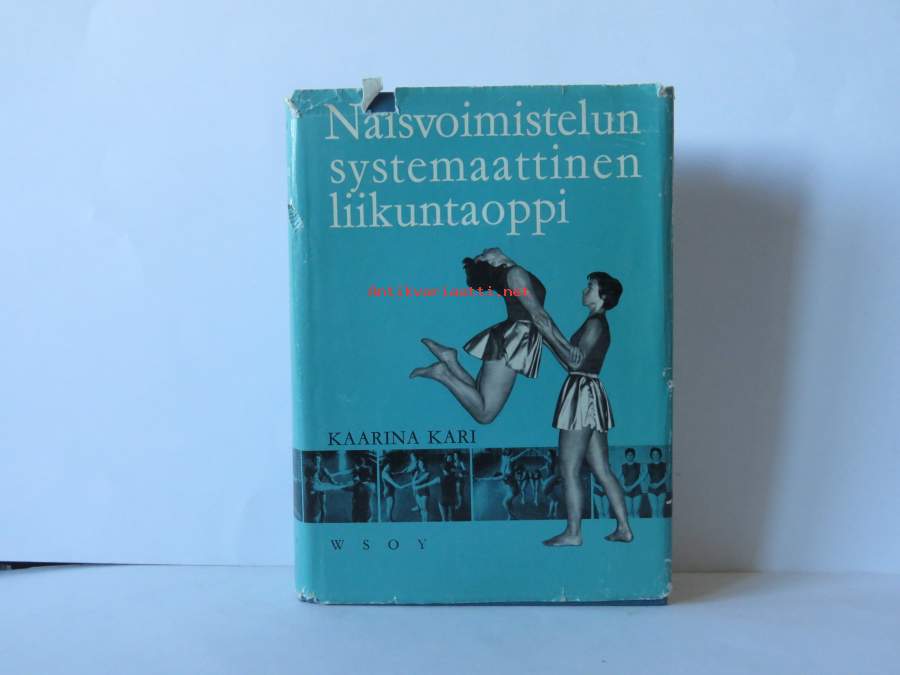 Naisvoimistelun
systemaattinen
liikuntaoppi
antikvariaatti.net
KAARINA KARI
WSOY